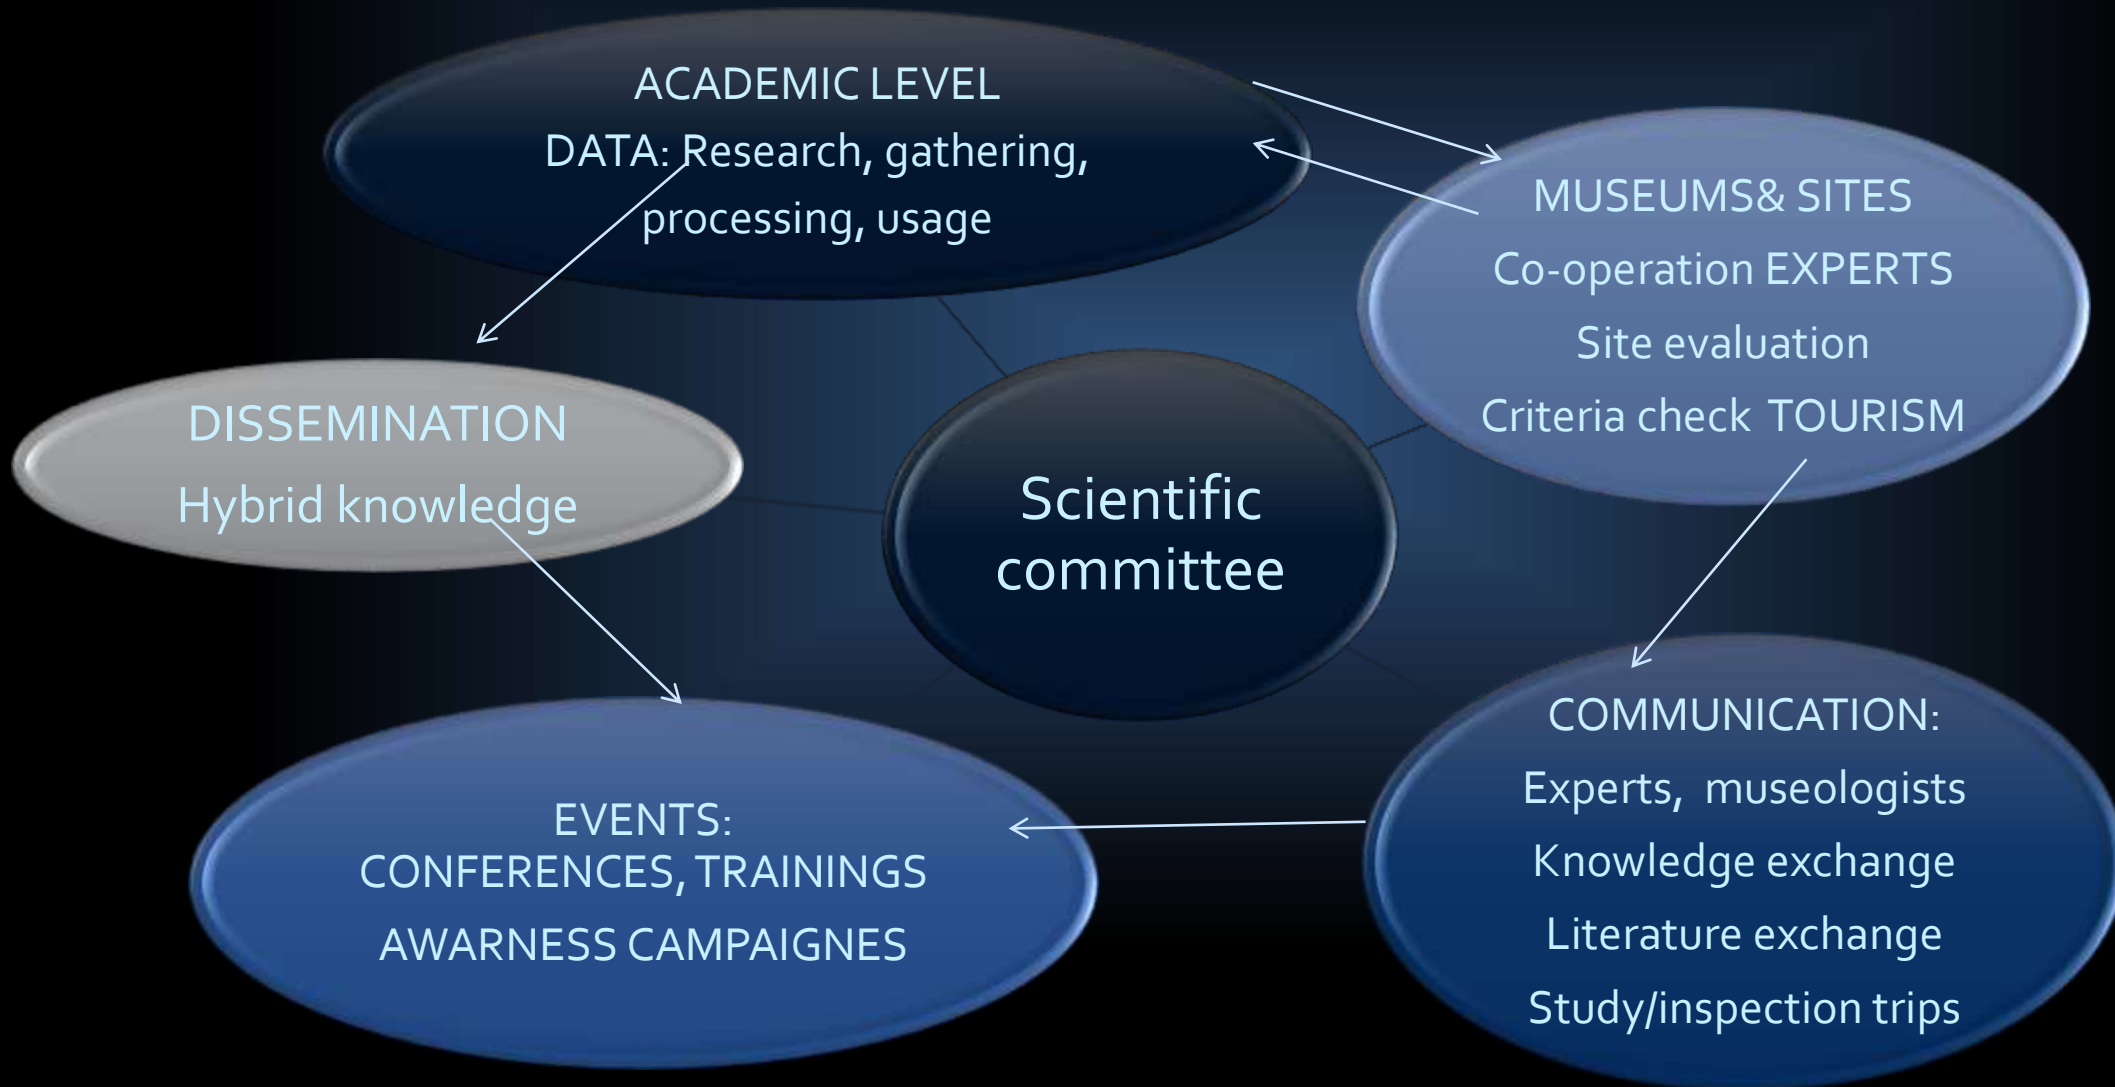 ACADEMIC LEVEL
DATA: Research, gathering,
processing, usage
MUSEUMS& SITES
Co-operation EXPERTS
Site evaluation
Criteria check  TOURISM
DISSEMINATION
Hybrid knowledge
Scientific
committee
EVENTS:
CONFERENCES, TRAININGS
AWARNESS CAMPAIGNES
COMMUNICATION:
Experts,  museologists
Knowledge exchange
Literature exchange
Study/inspection trips